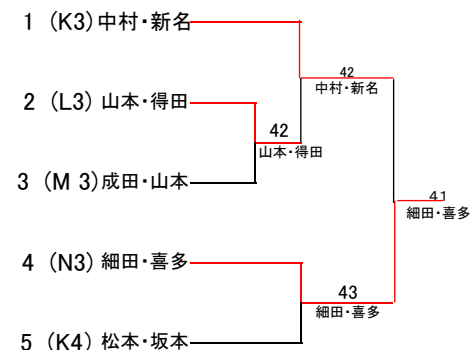 1 (K3) 中村・新名
42
中村・新名
2 (L3) 山本・得田
42
山本・得田
3 (M 3) 成田・山本
41
細田・喜多
4 (N3) 細田・喜多
43
細田・喜多
5 (K4) 松本・坂本